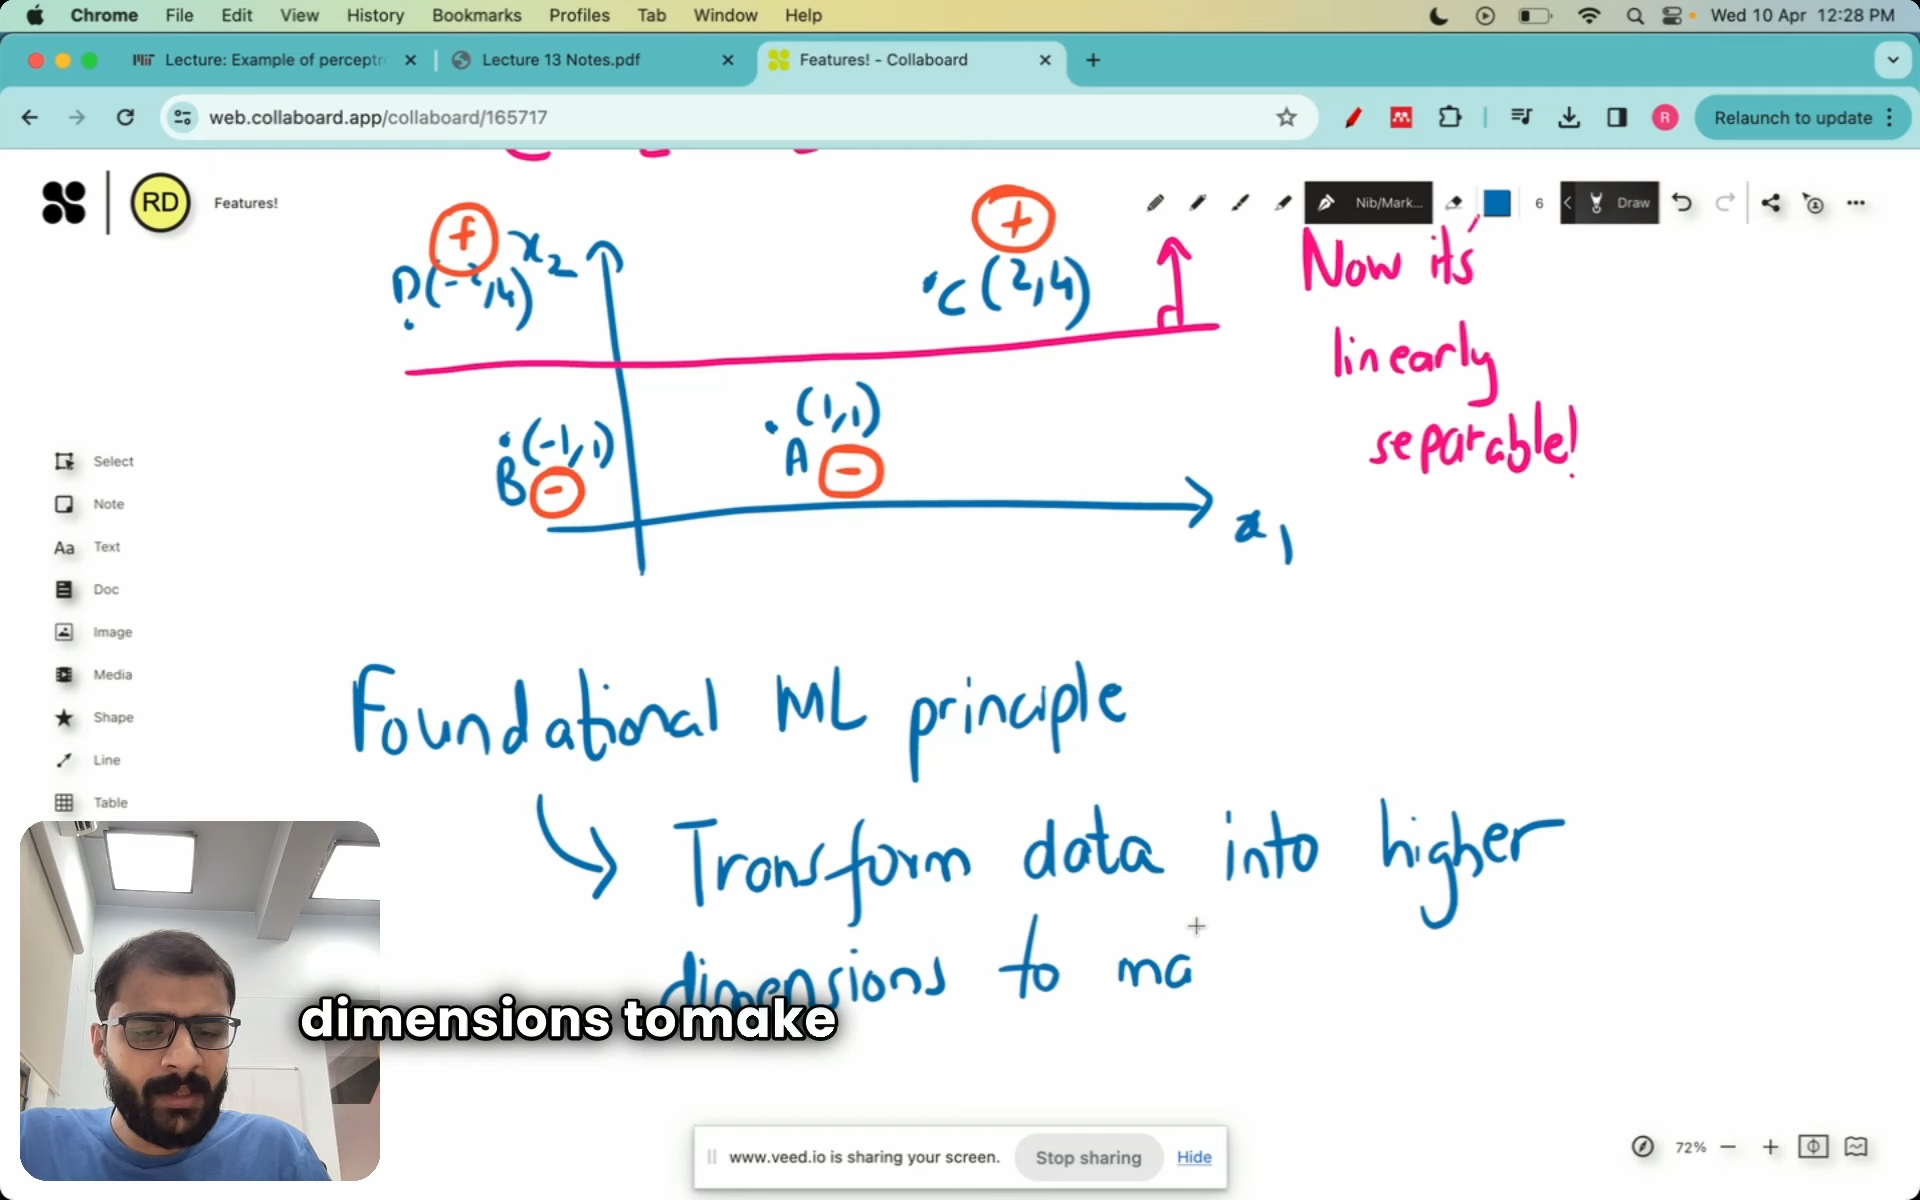 Chrome File Edit View History Bookmarks Profiles Tab Window Help Wed 10 Apr 12:28 PM
Lecture: Example of perceptr Lecture 13 Notes.pdf Features! - Collaboard
web.collaboard.app/collaboard/165717 R Relaunch to update
RD Features! Nib/Mark... 6 Draw
+ +
x2
D(-2,4) C(2,4)
Now it's
linearly
separable!
(-1,1) (1,1)
B - A -
x1
Select
Note
Text
Doc
Image
Media
Shape
Line
Table
Foundational ML principle
Transform data into higher
dimensions to ma
dimensions tomake
www.veed.io is sharing your screen. Stop sharing Hide
72%